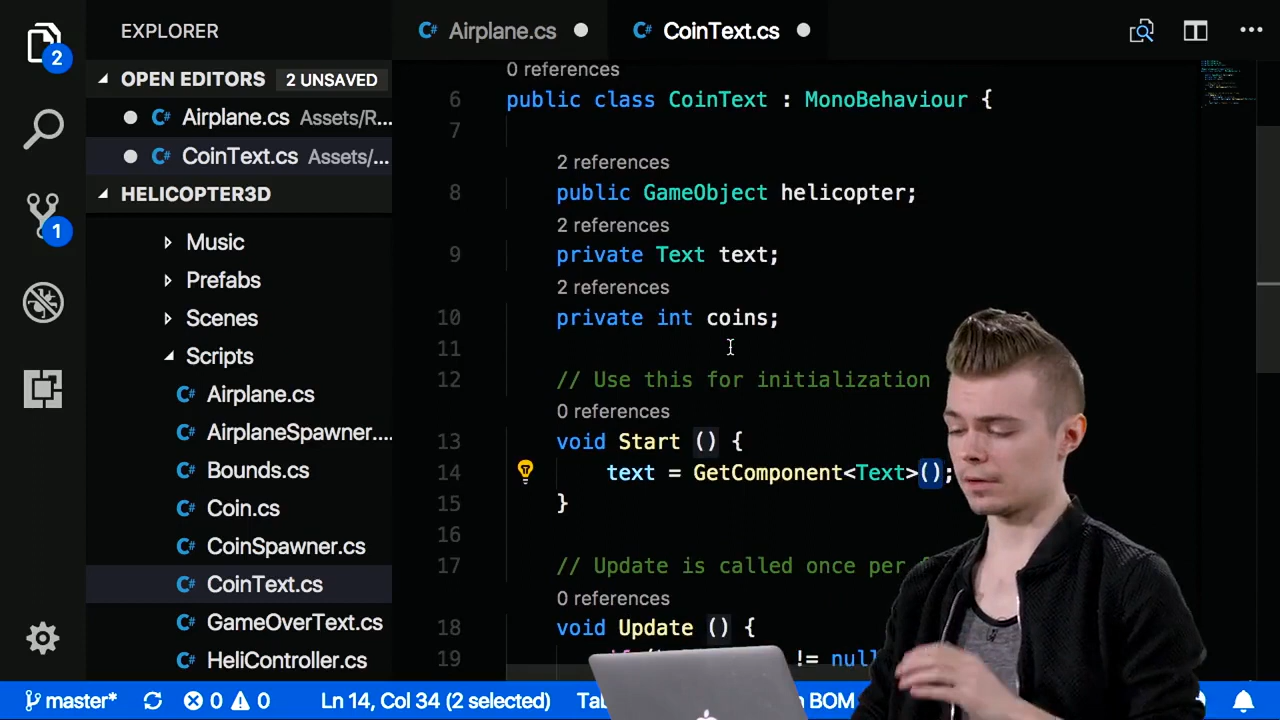 2
1
EXPLORER
OPEN EDITORS 2 UNSAVED
Airplane.cs Assets/R...
CoinText.cs Assets/...
HELICOPTER3D
Music
Prefabs
Scenes
Scripts
Airplane.cs
AirplaneSpawner....
Bounds.cs
Coin.cs
CoinSpawner.cs
CoinText.cs
GameOverText.cs
HeliController.cs
Airplane.cs
CoinText.cs
0 references
6 public class CoinText : MonoBehaviour {
7
2 references
8 public GameObject helicopter;
2 references
9 private Text text;
2 references
10 private int coins;
11
12 // Use this for initialization
0 references
13 void Start () {
14 text = GetComponent<Text>();
15 }
16
17 // Update is called once per
0 references
18 void Update () {
19 != null
master* 0 0 Ln 14, Col 34 (2 selected) BOM